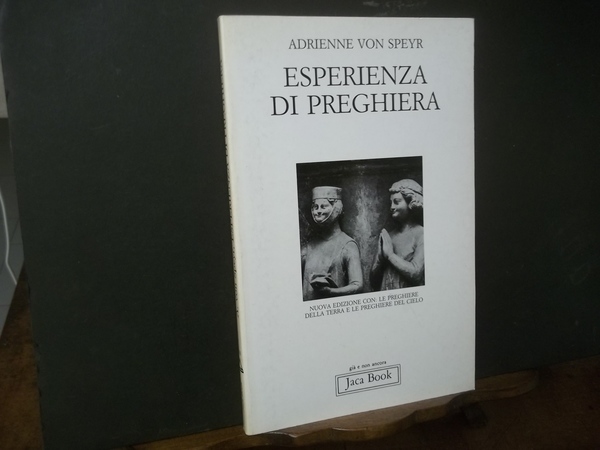 ADRIENNE VON SPEYR
ESPERIENZA
DI PREGHIERA
NUOVA EDIZIONE CON: LE PREGHIERE
DELLA TERRA E LE PREGHIERE DEL CIELO
già e non ancora
Jaca Book